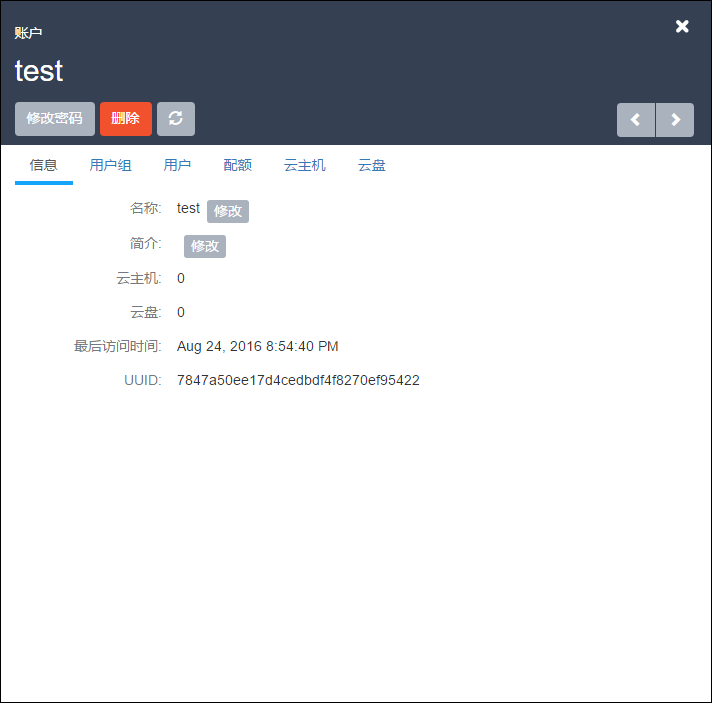 账户
test
修改密码 删除
信息 用户组 用户 配额 云主机 云盘
名称: test 修改
简介: 修改
云主机: 0
云盘: 0
最后访问时间: Aug 24, 2016 8:54:40 PM
UUID: 7847a50ee17d4cedbdf4f8270ef95422